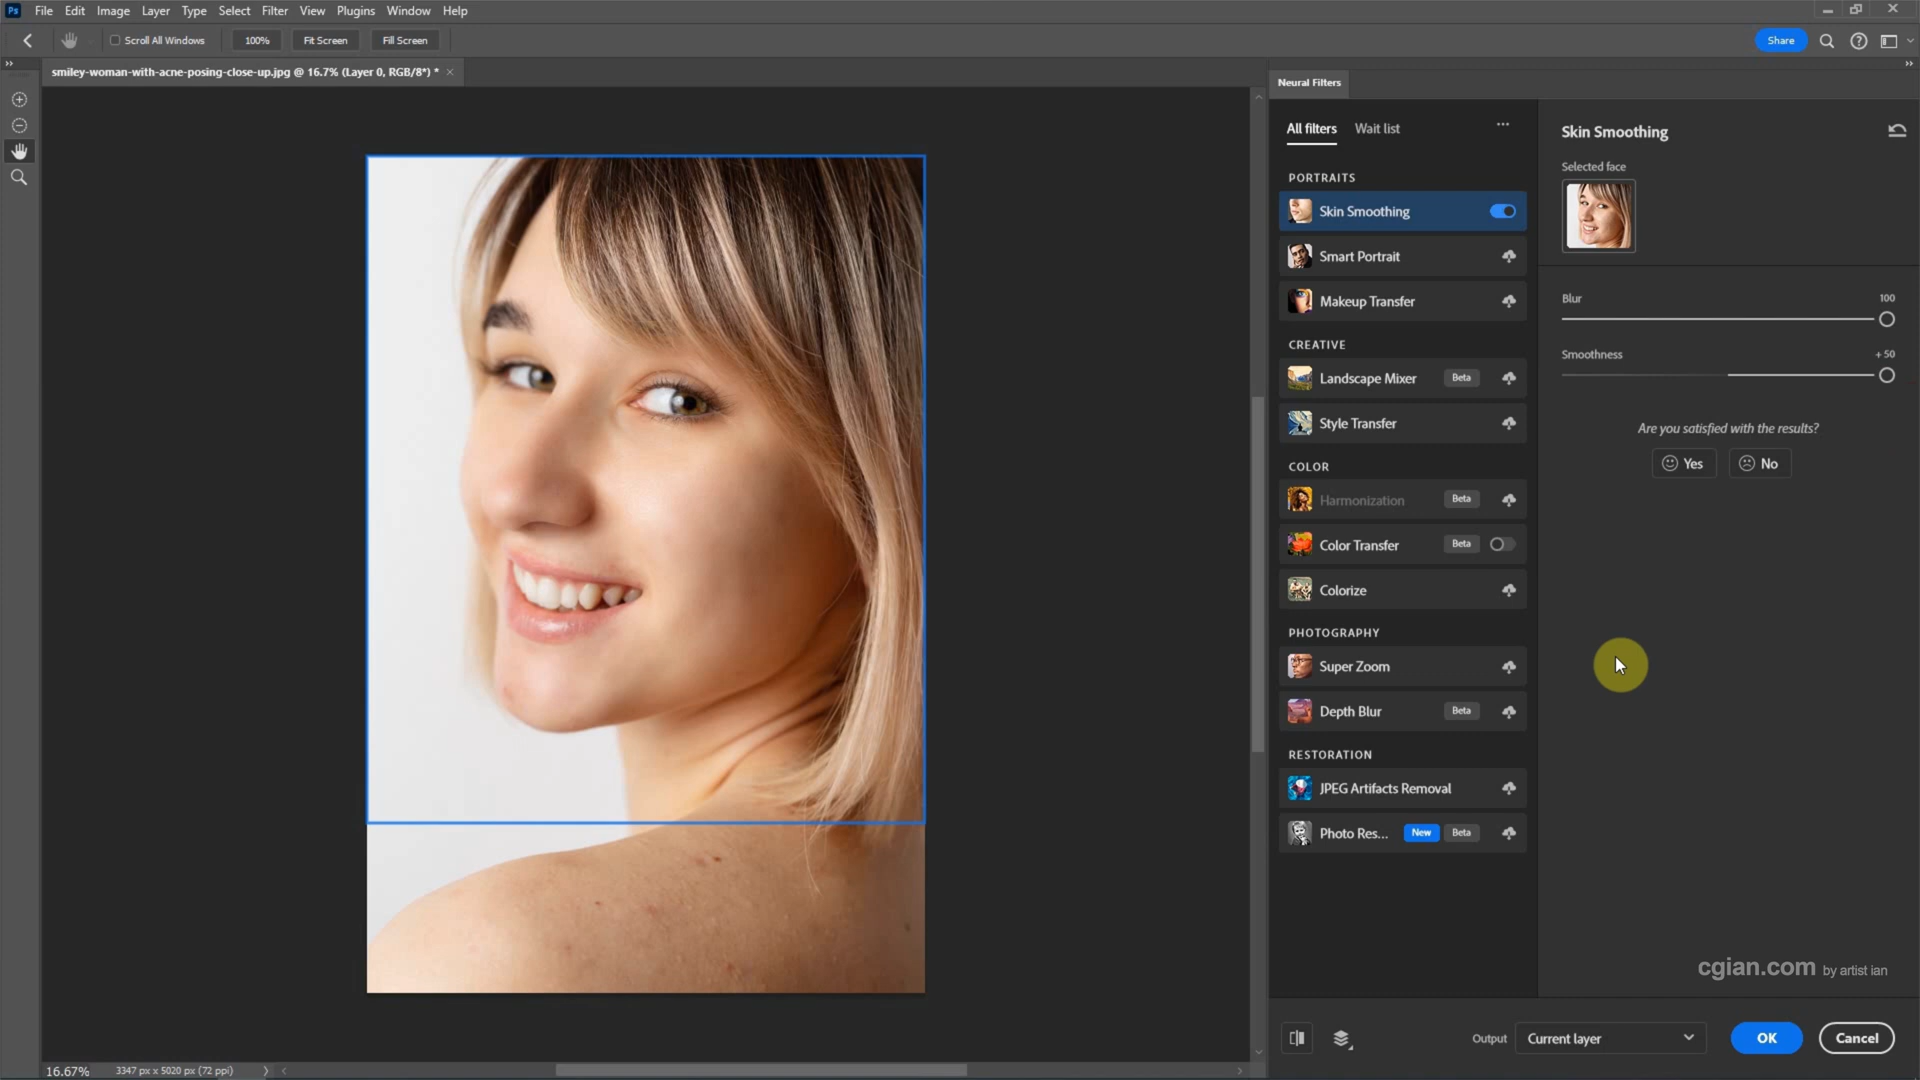 Ps File Edit Image Layer Type Select Filter View Plugins Window Help
Scroll All Windows 100% Fit Screen Fill Screen Share
smiley-woman-with-acne-posing-close-up.jpg @ 16.7% (Layer 0, RGB/8*) *
Neural Filters
All filters Wait list
PORTRAITS
Skin Smoothing
Smart Portrait
Makeup Transfer
CREATIVE
Landscape Mixer Beta
Style Transfer
COLOR
Harmonization Beta
Color Transfer Beta
Colorize
PHOTOGRAPHY
Super Zoom
Depth Blur Beta
RESTORATION
JPEG Artifacts Removal
Photo Res... New Beta
Skin Smoothing
Selected face
Blur 100
Smoothness +50
Are you satisfied with the results?
Yes No
cgian.com by artist ian
Output Current layer OK Cancel
16.67% 3347 px x 5020 px (72 ppi)